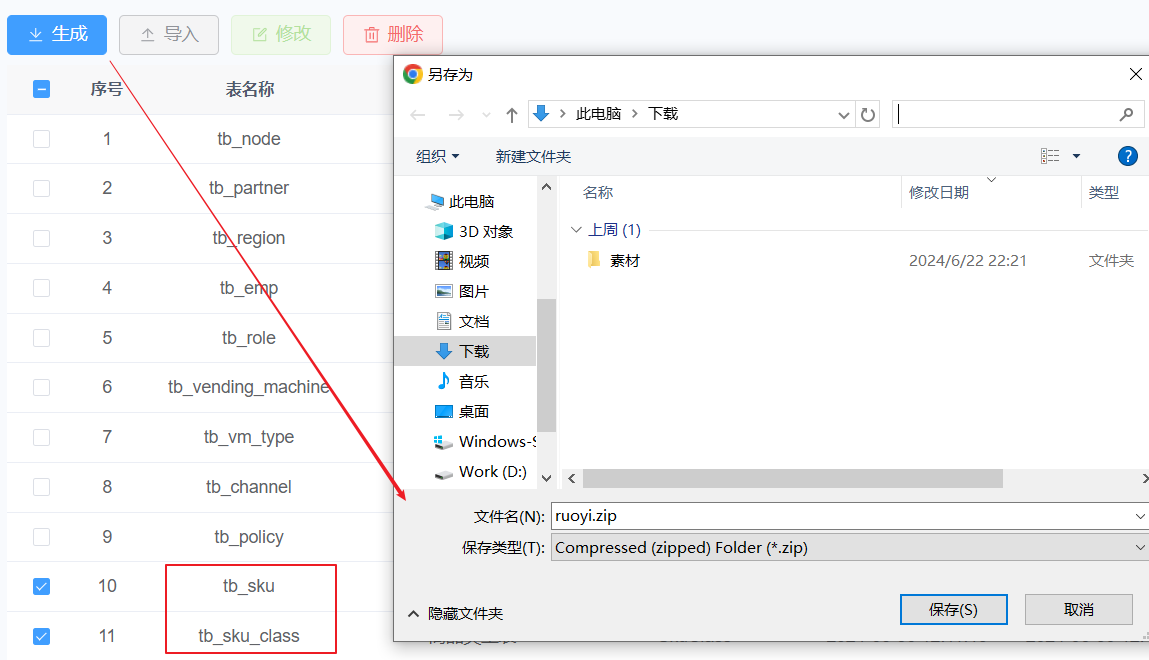 生成
导入
修改
删除
序号
表名称
1
tb_node
2
tb_partner
3
tb_region
4
tb_emp
5
tb_role
6
tb_vending_machine
7
tb_vm_type
8
tb_channel
9
tb_policy
10
tb_sku
11
tb_sku_class
另存为
此电脑
下载
组织
新建文件夹
?
此电脑
3D 对象
视频
图片
文档
下载
音乐
桌面
Windows-S
Work (D:)
名称
修改日期
类型
上周 (1)
素材
2024/6/22 22:21
文件夹
文件名(N):
ruoyi.zip
保存类型(T):
Compressed (zipped) Folder (*.zip)
隐藏文件夹
保存(S)
取消